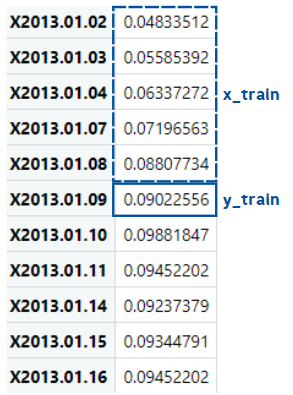 X2013.01.02 0.04833512
X2013.01.03 0.05585392
X2013.01.04 0.06337272 x_train
X2013.01.07 0.07196563
X2013.01.08 0.08807734
X2013.01.09 0.09022556 y_train
X2013.01.10 0.09881847
X2013.01.11 0.09452202
X2013.01.14 0.09237379
X2013.01.15 0.09344791
X2013.01.16 0.09452202